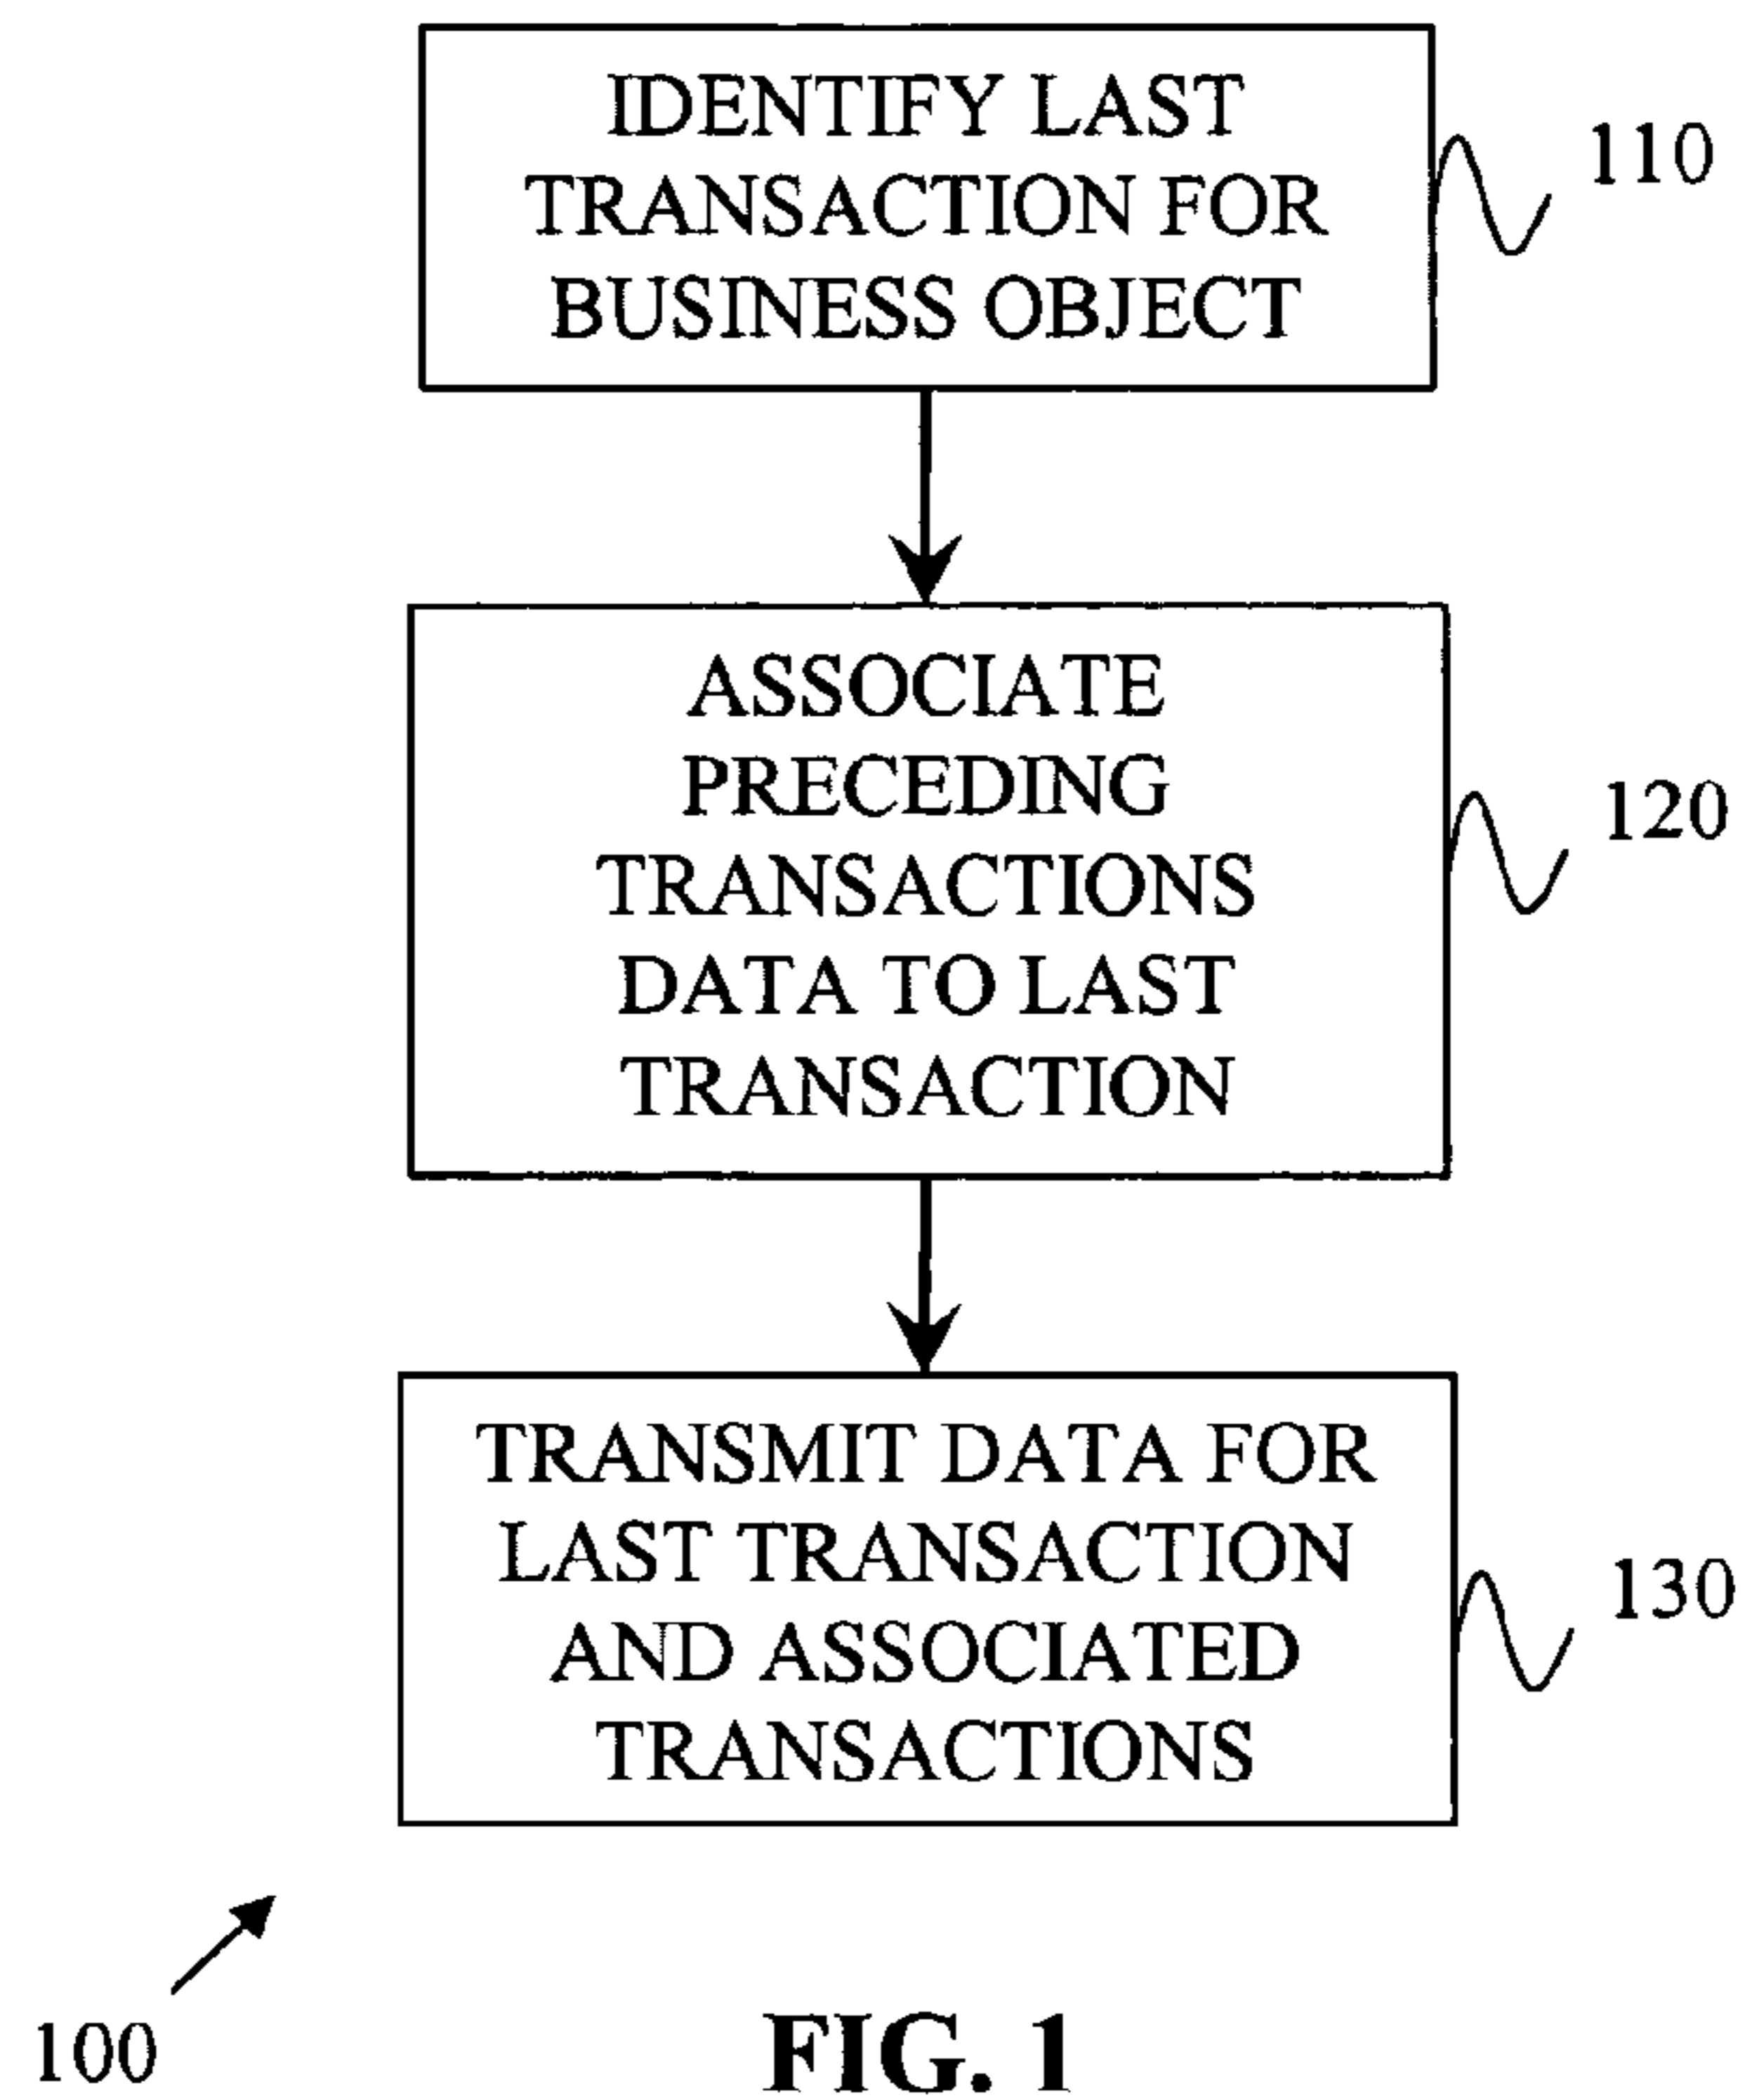 IDENTIFY LAST
TRANSACTION FOR
BUSINESS OBJECT
110
ASSOCIATE
PRECEDING
TRANSACTIONS
DATA TO LAST
TRANSACTION
120
TRANSMIT DATA FOR
LAST TRANSACTION
AND ASSOCIATED
TRANSACTIONS
130
100
FIG. 1